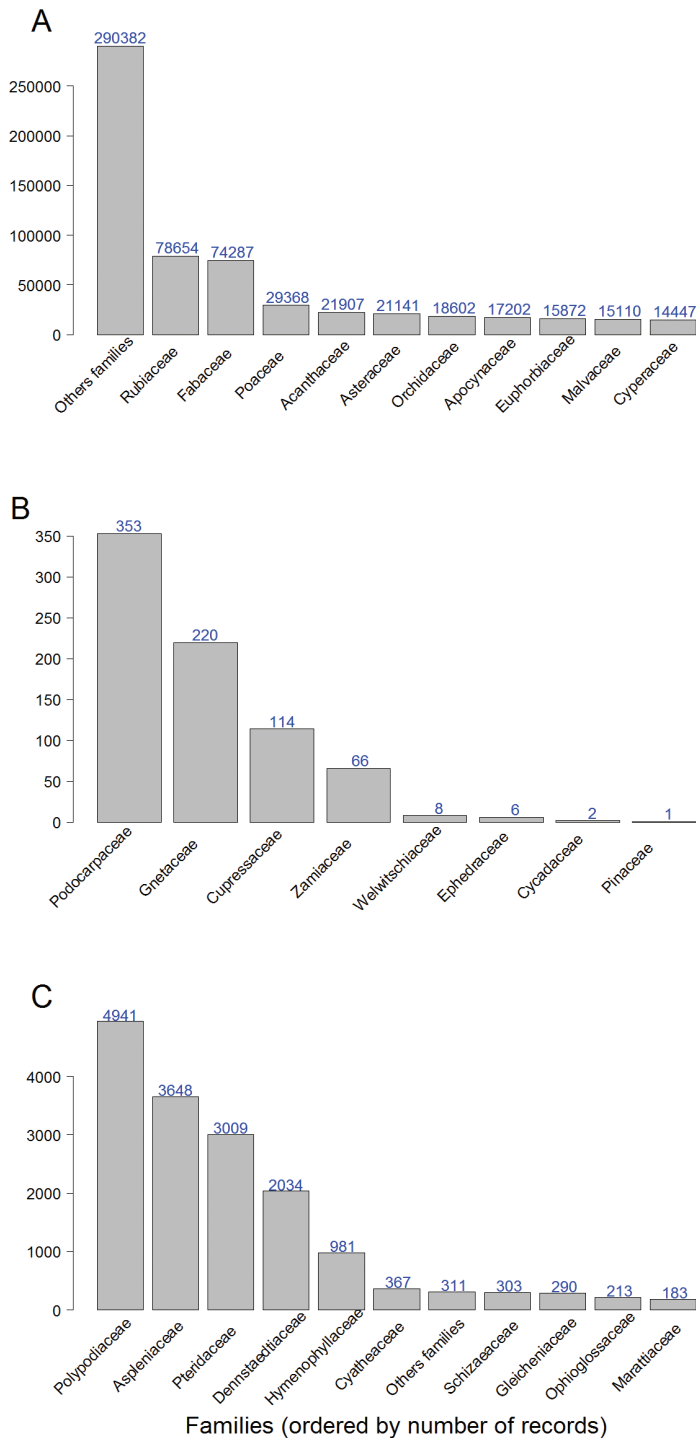 A
290382
250000
200000
150000
100000
50000
0
78654
74287
29368
21907
21141
18602
17202
15872
15110
14447
Others families
Rubiaceae
Fabaceae
Poaceae
Acanthaceae
Asteraceae
Orchidaceae
Apocynaceae
Euphorbiaceae
Malvaceae
Cyperaceae
B
350
300
250
200
150
100
50
0
353
220
114
66
8
6
2
1
Podocarpaceae
Gnetaceae
Cupressaceae
Zamiaceae
Welwitschiaceae
Ephedraceae
Cycadaceae
Pinaceae
C
4000
3000
2000
1000
0
4941
3648
3009
2034
981
367
311
303
290
213
183
Polypodiaceae
Aspleniaceae
Pteridaceae
Dennstaedtiaceae
Hymenophyllaceae
Cyatheaceae
Others families
Schizaeaceae
Gleicheniaceae
Ophioglossaceae
Marattiaceae
Families (ordered by number of records)